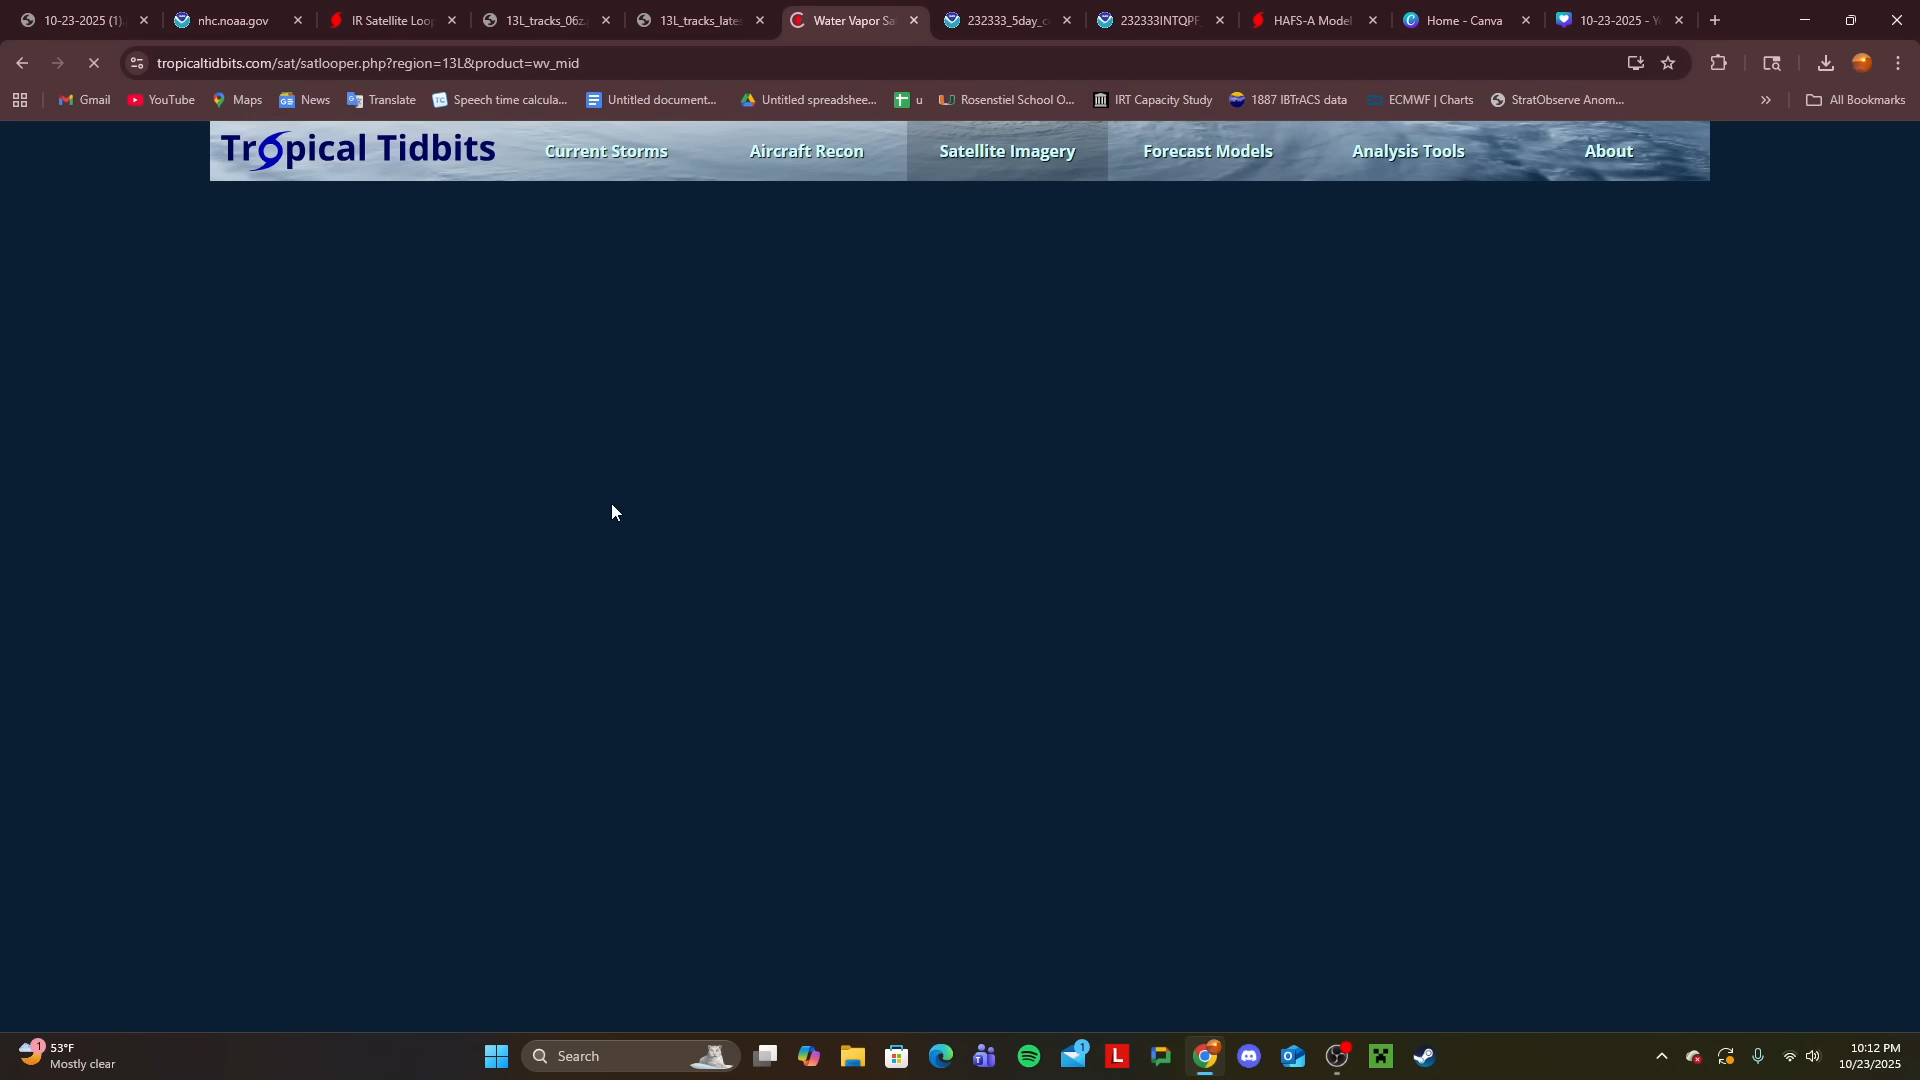 10-23-2025 (1).
nhc.noaa.gov
IR Satellite Loo
13L_tracks_06z.
13L_tracks_late
Water Vapor Sa
232333_5day_c
232333INTQPF_
HAFS-A Model
Home - Canva
10-23-2025 - Y
tropicaltidbits.com/sat/satlooper.php?region=13L&product=wv_mid
Gmail
YouTube
Maps
News
Translate
Speech time calcula...
Untitled document...
Untitled spreadshee...
u
Rosenstiel School O...
IRT Capacity Study
1887 IBTrACS data
ECMWF | Charts
StratObserve Anom...
All Bookmarks
Tropical Tidbits
Current Storms
Aircraft Recon
Satellite Imagery
Forecast Models
Analysis Tools
About
1
53°F
Mostly clear
Search
1
L
10:12 PM
10/23/2025